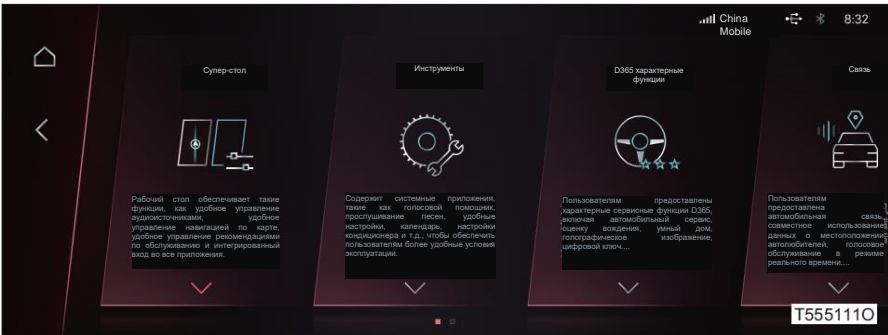 China
Mobile
8:32
Супер-стол
Инструменты
D365 характерные
функции
Связь
Рабочий стол обеспечивает такие
функции, как удобное управление
аудиоисточниками, удобное
управление навигацией по карте,
удобное управление рекомендациями
по обслуживанию и интегрированный
вход во все приложения.
Содержит системные приложения,
такие как голосовой помощник,
прослушивание песен, удобные
настройки, календарь, настройки
кондиционера и т.д., чтобы обеспечить
пользователям более удобные условия
эксплуатации.
Пользователям предоставлены
характерные сервисные функции D365,
включая автомобильный сервис,
оценку вождения, умный дом,
голографическое изображение,
цифровой ключ....
Пользователям
предоставлена
автомобильная связь,
совместное использование
данных о местоположении
автолюбителей, голосовое
обслуживание в режиме
реального времени....
T555111O